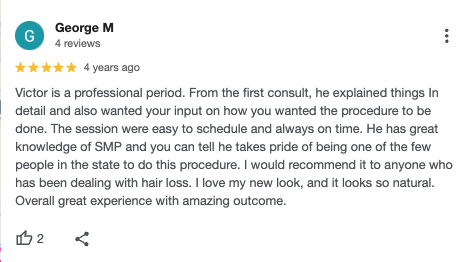 G
George M
4 reviews
4 years ago
Victor is a professional period. From the first consult, he explained things In
detail and also wanted your input on how you wanted the procedure to be
done. The session were easy to schedule and always on time. He has great
knowledge of SMP and you can tell he takes pride of being one of the few
people in the state to do this procedure. I would recommend it to anyone who
has been dealing with hair loss. I love my new look, and it looks so natural.
Overall great experience with amazing outcome.
2